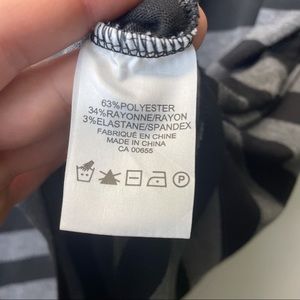 63%POLYESTER
34%RAYONNE/RAYON
3%ELASTANE/SPANDEX
FABRIQUÉ EN CHINE
MADE IN CHINA
CA 00655
P